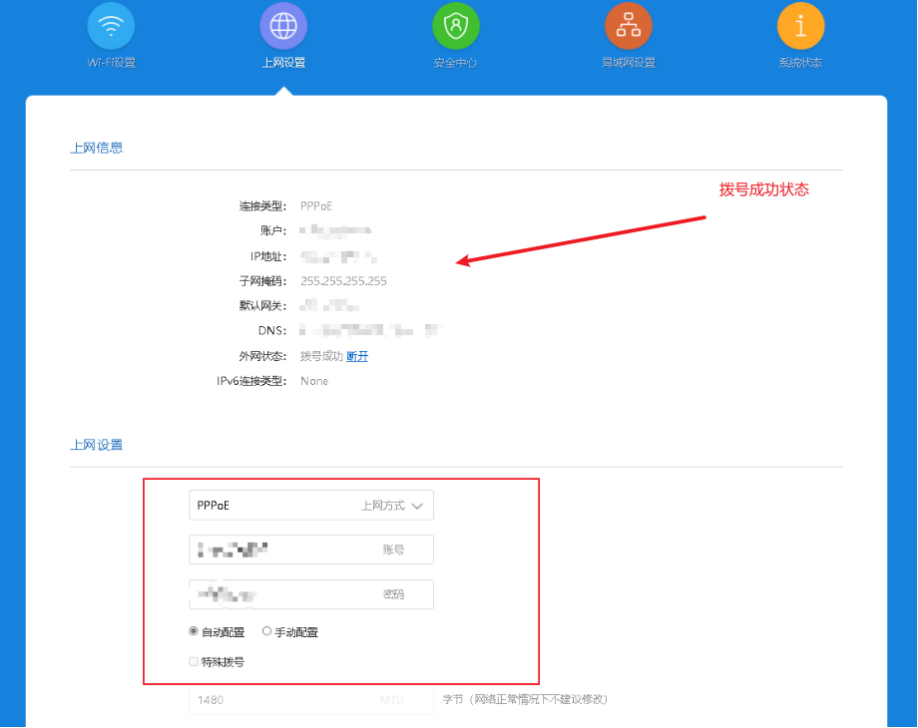 Wi-Fi设置 上网设置 安全中心 局域网设置 系统状态
上网信息
拨号成功状态
连接类型: PPPoE
账户:
IP地址:
子网掩码: 255.255.255.255
默认网关:
DNS:
外网状态: 拨号成功 断开
IPv6连接类型: None
上网设置
PPPoE 上网方式
账号
密码
自动配置 手动配置
特殊拨号
1480 MTU 字节（网络正常情况下不建议修改）